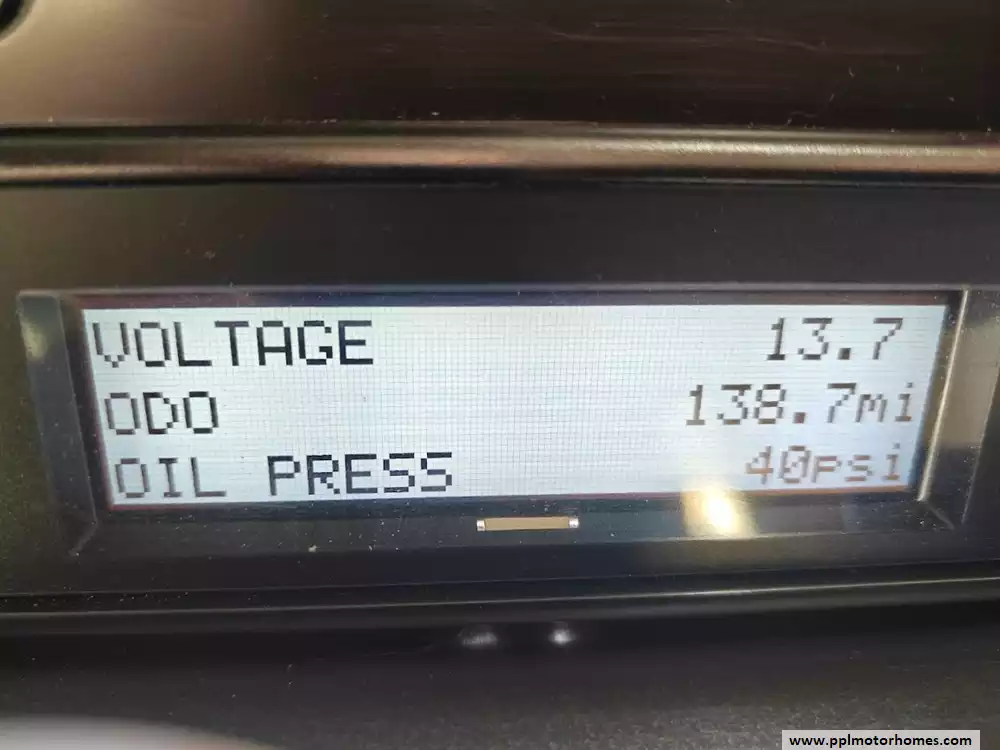 VOLTAGE 13.7
ODO 138.7mi
OIL PRESS 40psi
www.pplmotorhomes.com